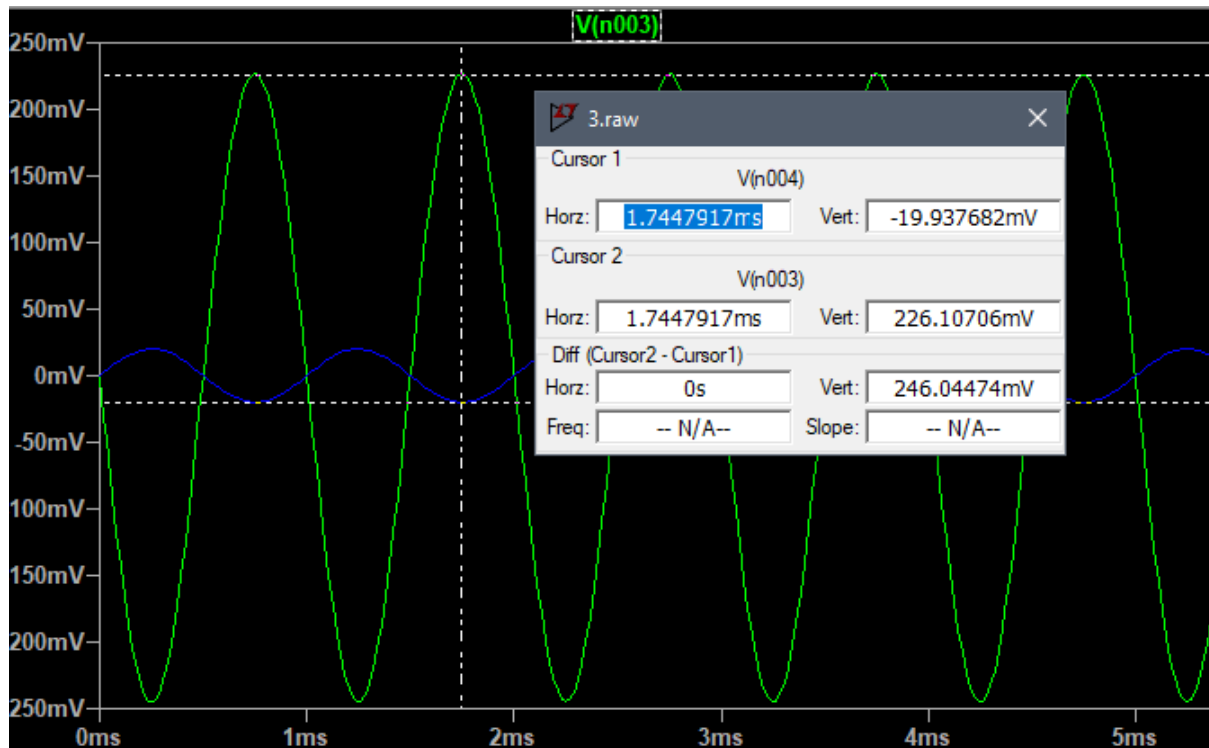 V(n003)
250mV
200mV
150mV
100mV
50mV
0mV
-50mV
100mV
150mV
200mV
250mV
0ms 1ms 2ms 3ms 4ms 5ms
3.raw
Cursor 1
V(n004)
Horz: 1.7447917ms Vert: -19.937682mV
Cursor 2
V(n003)
Horz: 1.7447917ms Vert: 226.10706mV
Diff (Cursor2 - Cursor1)
Horz: 0s Vert: 246.04474mV
Freq: -- N/A-- Slope: -- N/A--